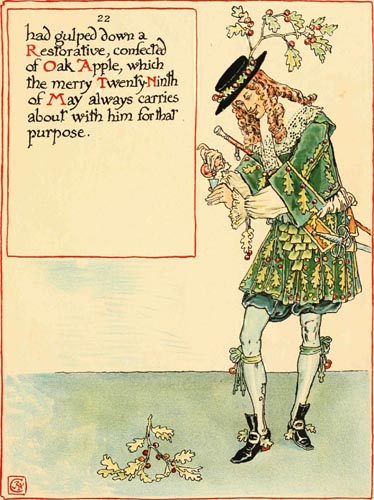 22
had gulped down a
Restorative, confected
of Oak Apple, which
the merry Twenty-Ninth
of May always carries
about with him for that
purpose.